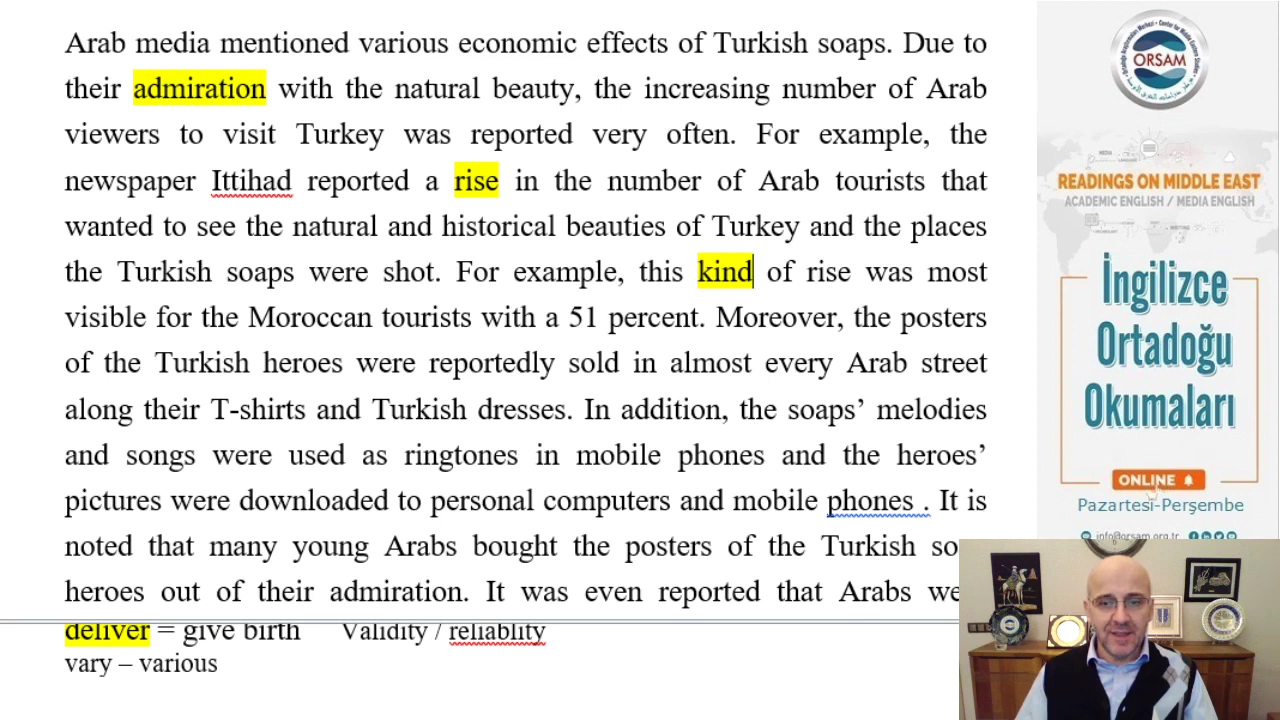 Arab media mentioned various economic effects of Turkish soaps. Due to
their admiration with the natural beauty, the increasing number of Arab
viewers to visit Turkey was reported very often. For example, the
newspaper Ittihad reported a rise in the number of Arab tourists that
wanted to see the natural and historical beauties of Turkey and the places
the Turkish soaps were shot. For example, this kind of rise was most
visible for the Moroccan tourists with a 51 percent. Moreover, the posters
of the Turkish heroes were reportedly sold in almost every Arab street
along their T-shirts and Turkish dresses. In addition, the soaps’ melodies
and songs were used as ringtones in mobile phones and the heroes’
pictures were downloaded to personal computers and mobile phones . It is
noted that many young Arabs bought the posters of the Turkish
heroes out of their admiration. It was even reported that Arabs
deliver = give birth Validity / reliablity
vary – various
ORSAM
READINGS ON MIDDLE EAST
ACADEMIC ENGLISH / MEDIA ENGLISH
İngilizce
Ortadoğu
Okumaları
ONLINE
Pazartesi-Perşembe
info@orsam.org.tr